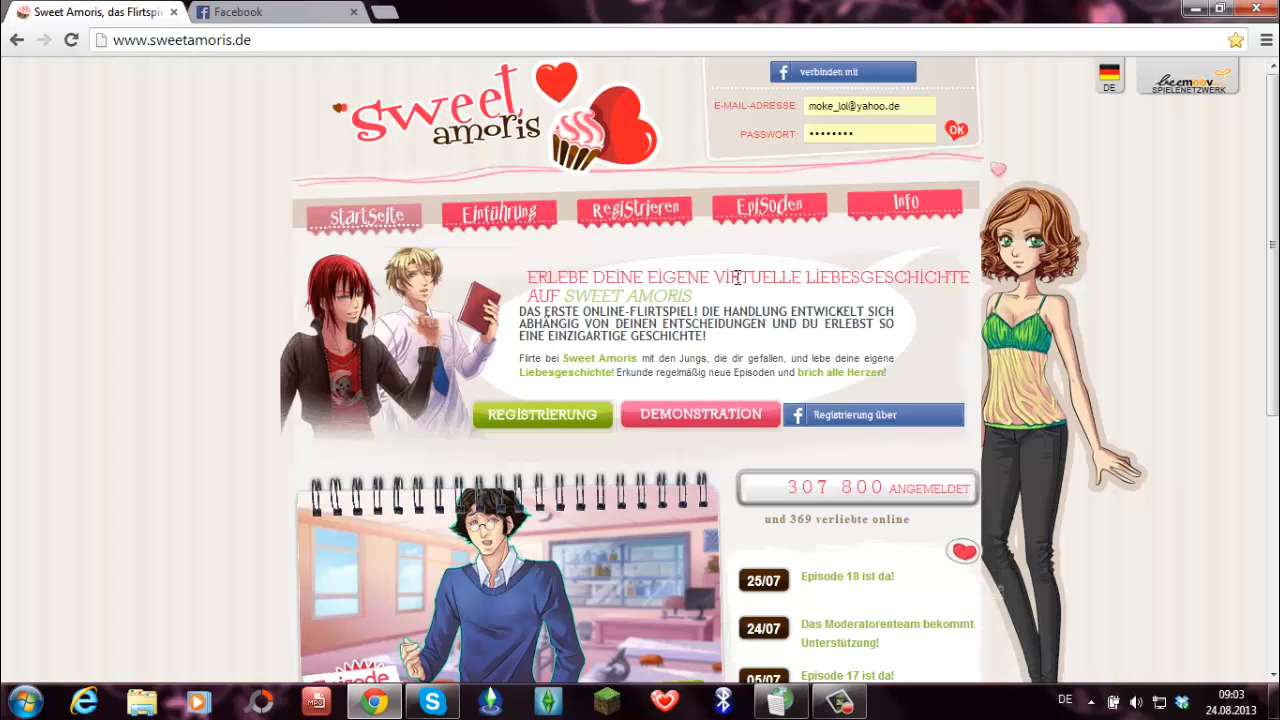 Sweet Amoris, das Flirtspi
Facebook
www.sweetamoris.de
sweet
amoris
verbinden mit
E-MAIL-ADRESSE: moke_lol@yahoo.de
PASSWORT: ••••••••
OK
DE
beemoov
SPIELENETZWERK
Startseite
Einführung
Registrieren
Episoden
Info
ERLEBE DEINE EIGENE VIRTUELLE LIEBESGESCHICHTE
AUF SWEET AMORIS
DAS ERSTE ONLINE-FLIRTSPIEL! DIE HANDLUNG ENTWICKELT SICH
ABHÄNGIG VON DEINEN ENTSCHEIDUNGEN UND DU ERLEBST SO
EINE EINZIGARTIGE GESCHICHTE!
Flirte bei Sweet Amoris mit den Jungs, die dir gefallen, und lebe deine eigene
Liebesgeschichte! Erkunde regelmäßig neue Episoden und brich alle Herzen!
REGISTRIERUNG
DEMONSTRATION
Registrierung über
307 800 ANGEMELDET
und 369 verliebte online
25/07 Episode 18 ist da!
24/07 Das Moderatorenteam bekommt
Unterstützung!
05/07 Episode 17 ist da!
Episode
MP3
DE
09:03
24.08.2013